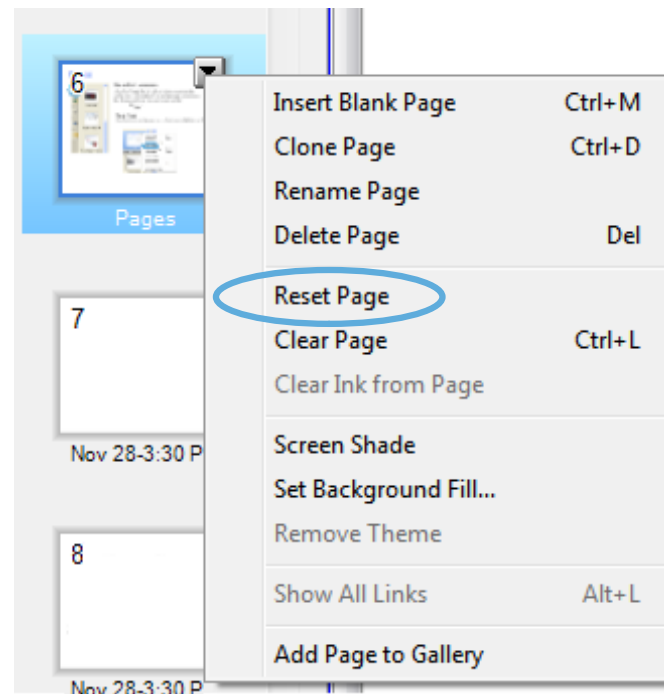 6
Pages
7
Nov 28-3:30 P
8
Nov 28-3:30 P
Insert Blank Page Ctrl+M
Clone Page Ctrl+D
Rename Page
Delete Page Del
Reset Page
Clear Page Ctrl+L
Clear Ink from Page
Screen Shade
Set Background Fill...
Remove Theme
Show All Links Alt+L
Add Page to Gallery